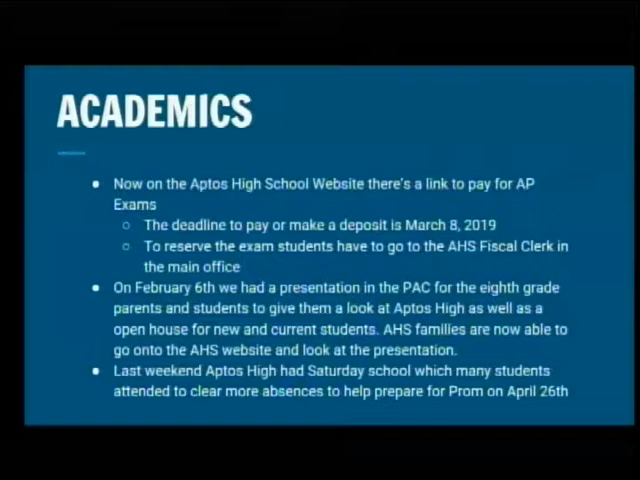 ACADEMICS
● Now on the Aptos High School Website there's a link to pay for AP
Exams
○ The deadline to pay or make a deposit is March 8, 2019
○ To reserve the exam students have to go to the AHS Fiscal Clerk in
the main office
● On February 6th we had a presentation in the PAC for the eighth grade
parents and students to give them a look at Aptos High as well as a
open house for new and current students. AHS families are now able to
go onto the AHS website and look at the presentation.
● Last weekend Aptos High had Saturday school which many students
attended to clear more absences to help prepare for Prom on April 26th